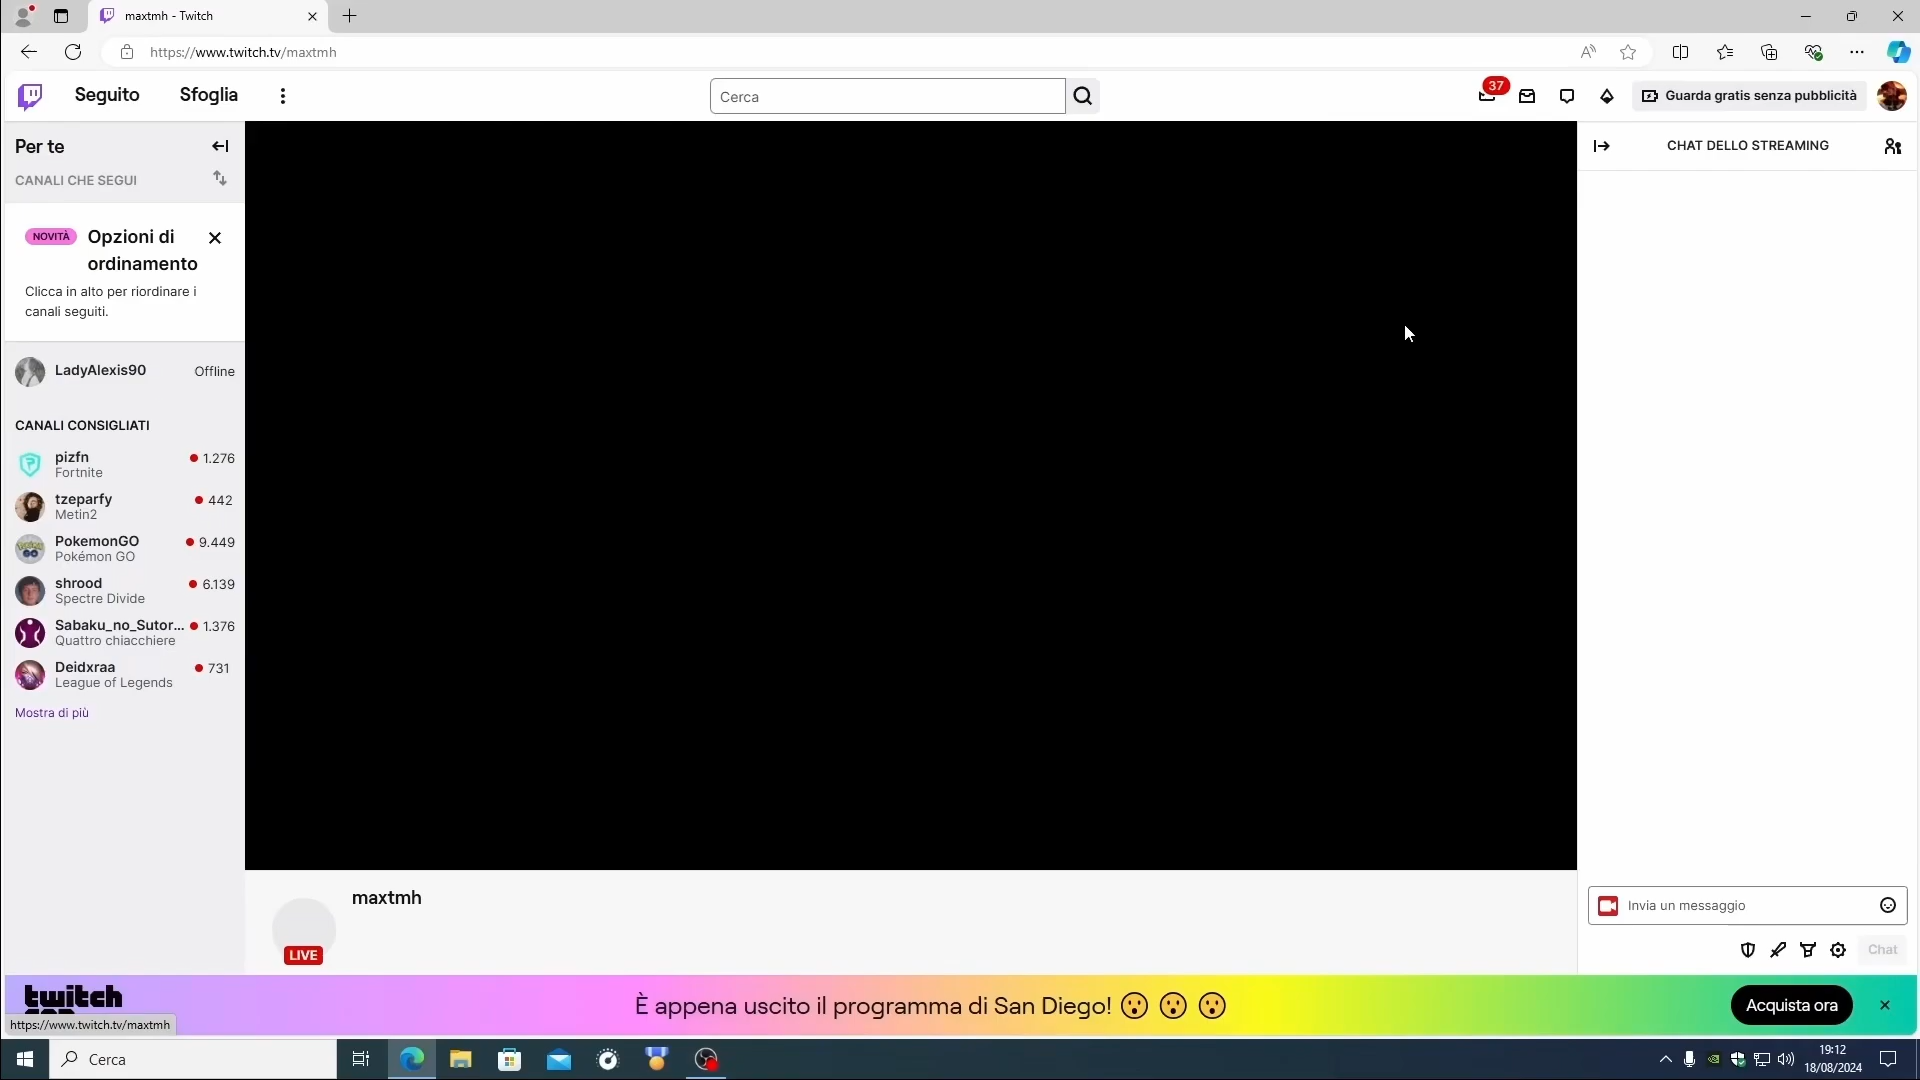 maxtmh - Twitch
https://www.twitch.tv/maxtmh
Seguito
Sfoglia
Cerca
37
Guarda gratis senza pubblicità
Per te
CANALI CHE SEGUI
NOVITÀ
Opzioni di
ordinamento
Clicca in alto per riordinare i
canali seguiti.
LadyAlexis90
Offline
CANALI CONSIGLIATI
pizfn
1.276
Fortnite
tzeparfy
442
Metin2
PokemonGO
9.449
Pokémon GO
shrood
6.139
Spectre Divide
Sabaku_no_Sutor...
1.376
Quattro chiacchiere
Deidxraa
731
League of Legends
Mostra di più
CHAT DELLO STREAMING
maxtmh
LIVE
Invia un messaggio
Chat
twitch
È appena uscito il programma di San Diego! 😯 😯 😯
Acquista ora
https://www.twitch.tv/maxtmh
Cerca
19:12
18/08/2024